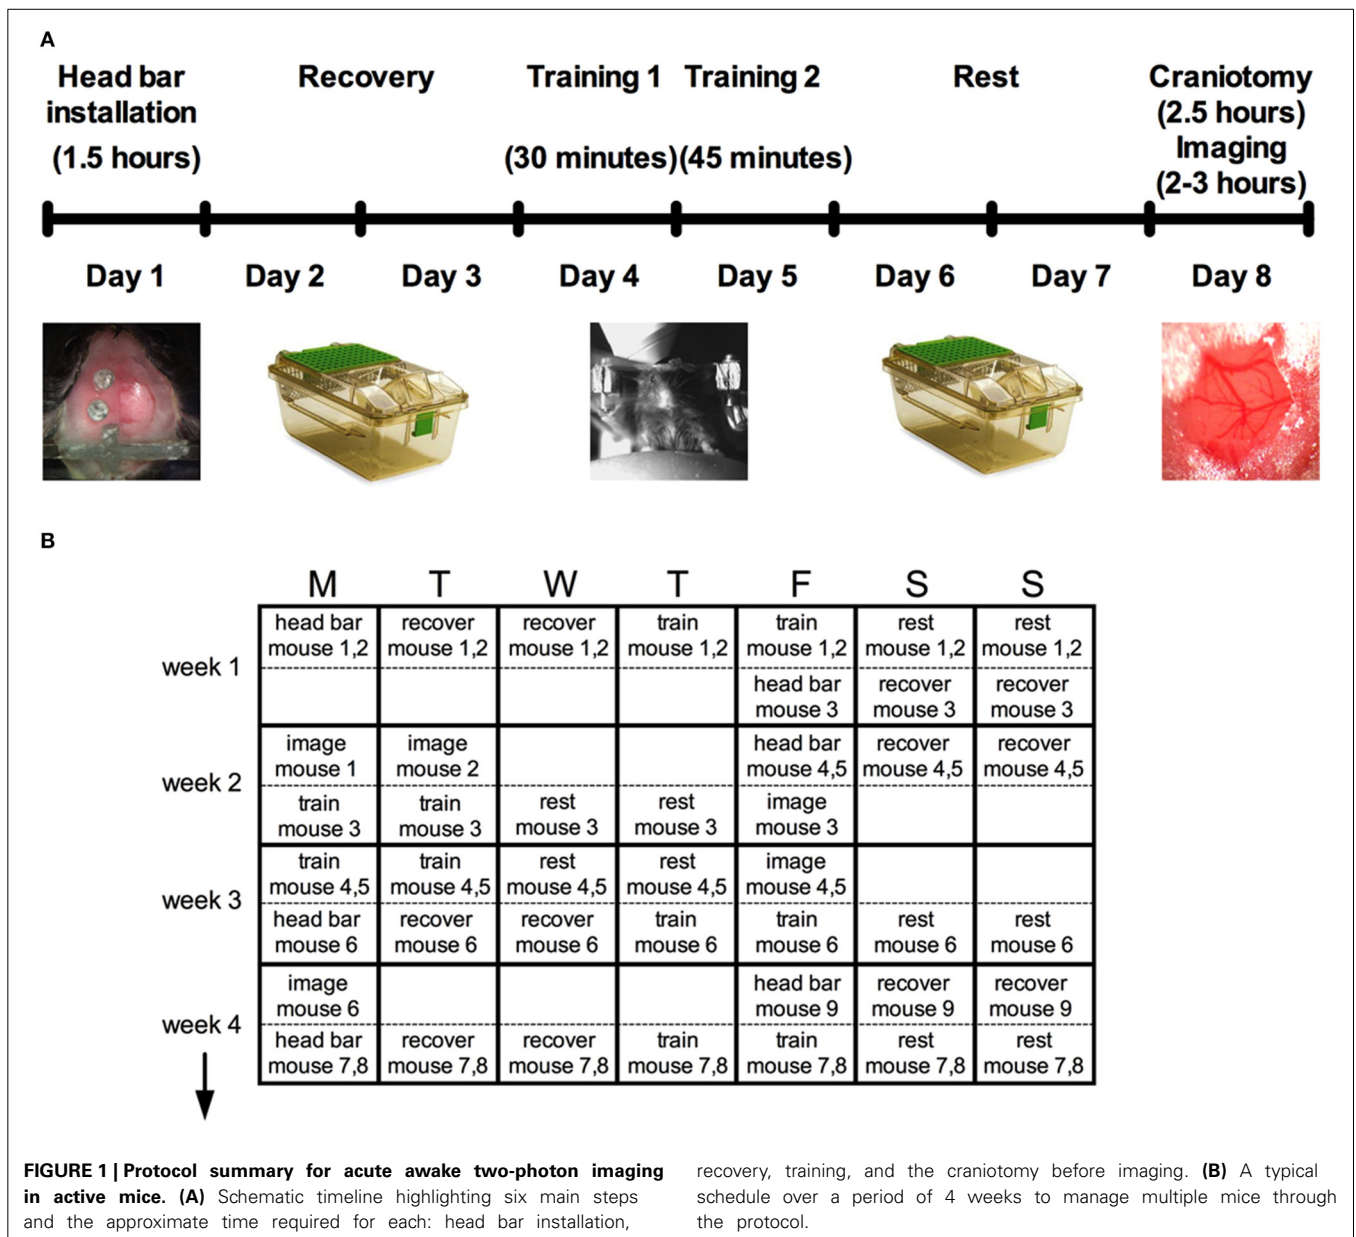 A
Head bar installation (1.5 hours)
Recovery
Training 1 (30 minutes)
Training 2 (45 minutes)
Rest
Craniotomy (2.5 hours) Imaging (2-3 hours)
Day 1 Day 2 Day 3 Day 4 Day 5 Day 6 Day 7 Day 8
B
M T W T F S S
week 1
head bar mouse 1,2
recover mouse 1,2
recover mouse 1,2
train mouse 1,2
train mouse 1,2
rest mouse 1,2
rest mouse 1,2
head bar mouse 3
recover mouse 3
recover mouse 3
week 2
image mouse 1
image mouse 2
head bar mouse 4,5
recover mouse 4,5
recover mouse 4,5
train mouse 3
train mouse 3
rest mouse 3
rest mouse 3
image mouse 3
week 3
train mouse 4,5
train mouse 4,5
rest mouse 4,5
rest mouse 4,5
image mouse 4,5
head bar mouse 6
recover mouse 6
recover mouse 6
train mouse 6
train mouse 6
rest mouse 6
rest mouse 6
week 4
image mouse 6
head bar mouse 9
recover mouse 9
recover mouse 9
head bar mouse 7,8
recover mouse 7,8
recover mouse 7,8
train mouse 7,8
train mouse 7,8
rest mouse 7,8
rest mouse 7,8
FIGURE 1 | Protocol summary for acute awake two-photon imaging
in active mice. (A) Schematic timeline highlighting six main steps
and the approximate time required for each: head bar installation,
recovery, training, and the craniotomy before imaging. (B) A typical
schedule over a period of 4 weeks to manage multiple mice through
the protocol.